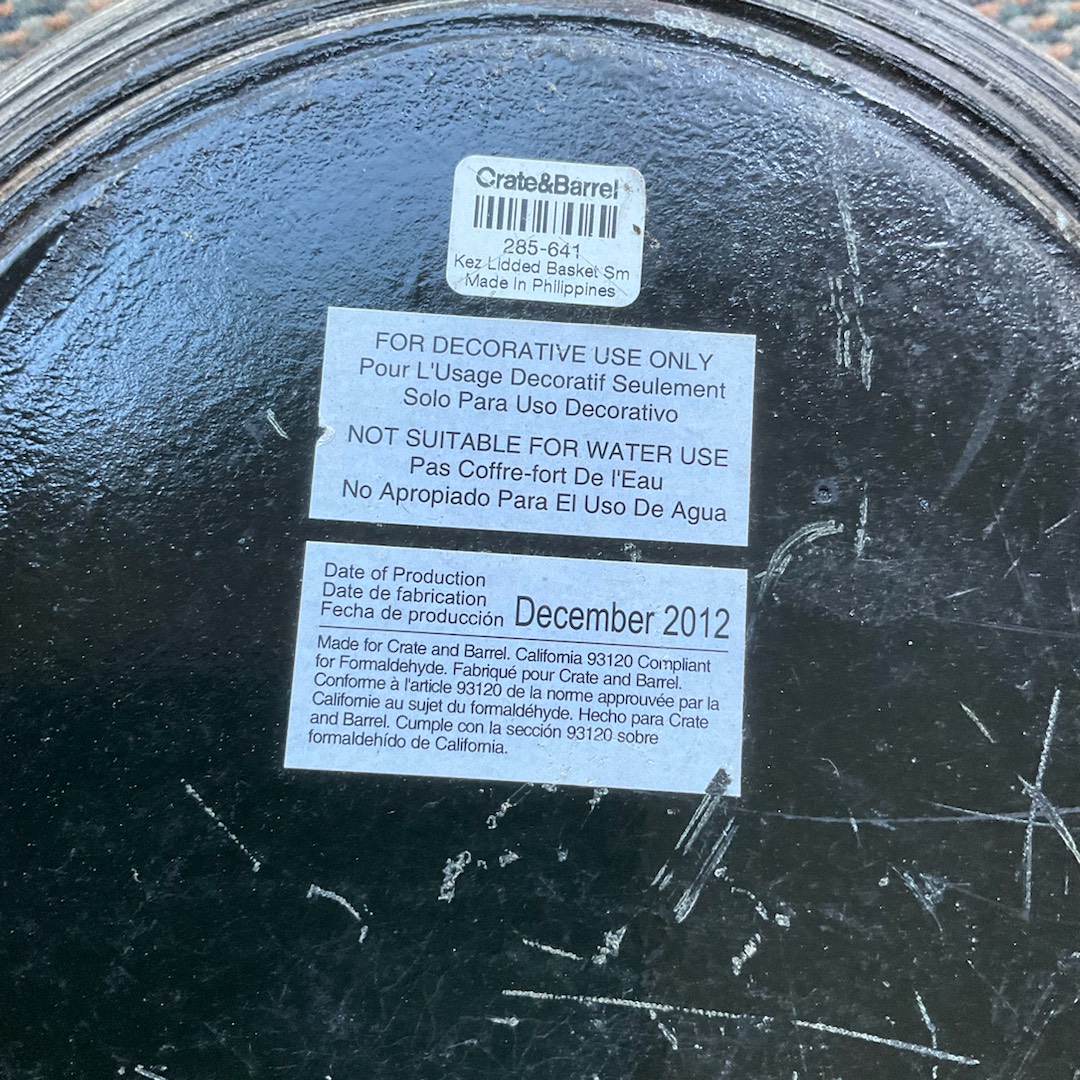 Crate&Barrel
285-641
Kez Lidded Basket Sm
Made In Philippines
FOR DECORATIVE USE ONLY
Pour L'Usage Decoratif Seulement
Solo Para Uso Decorativo
NOT SUITABLE FOR WATER USE
Pas Coffre-fort De l'Eau
No Apropiado Para El Uso De Agua
Date of Production
Date de fabrication
Fecha de producción December 2012
Made for Crate and Barrel. California 93120 Compliant
for Formaldehyde. Fabriqué pour Crate and Barrel.
Conforme à l'article 93120 de la norme approuvée par la
Californie au sujet du formaldéhyde. Hecho para Crate
and Barrel. Cumple con la sección 93120 sobre
formaldehído de California.